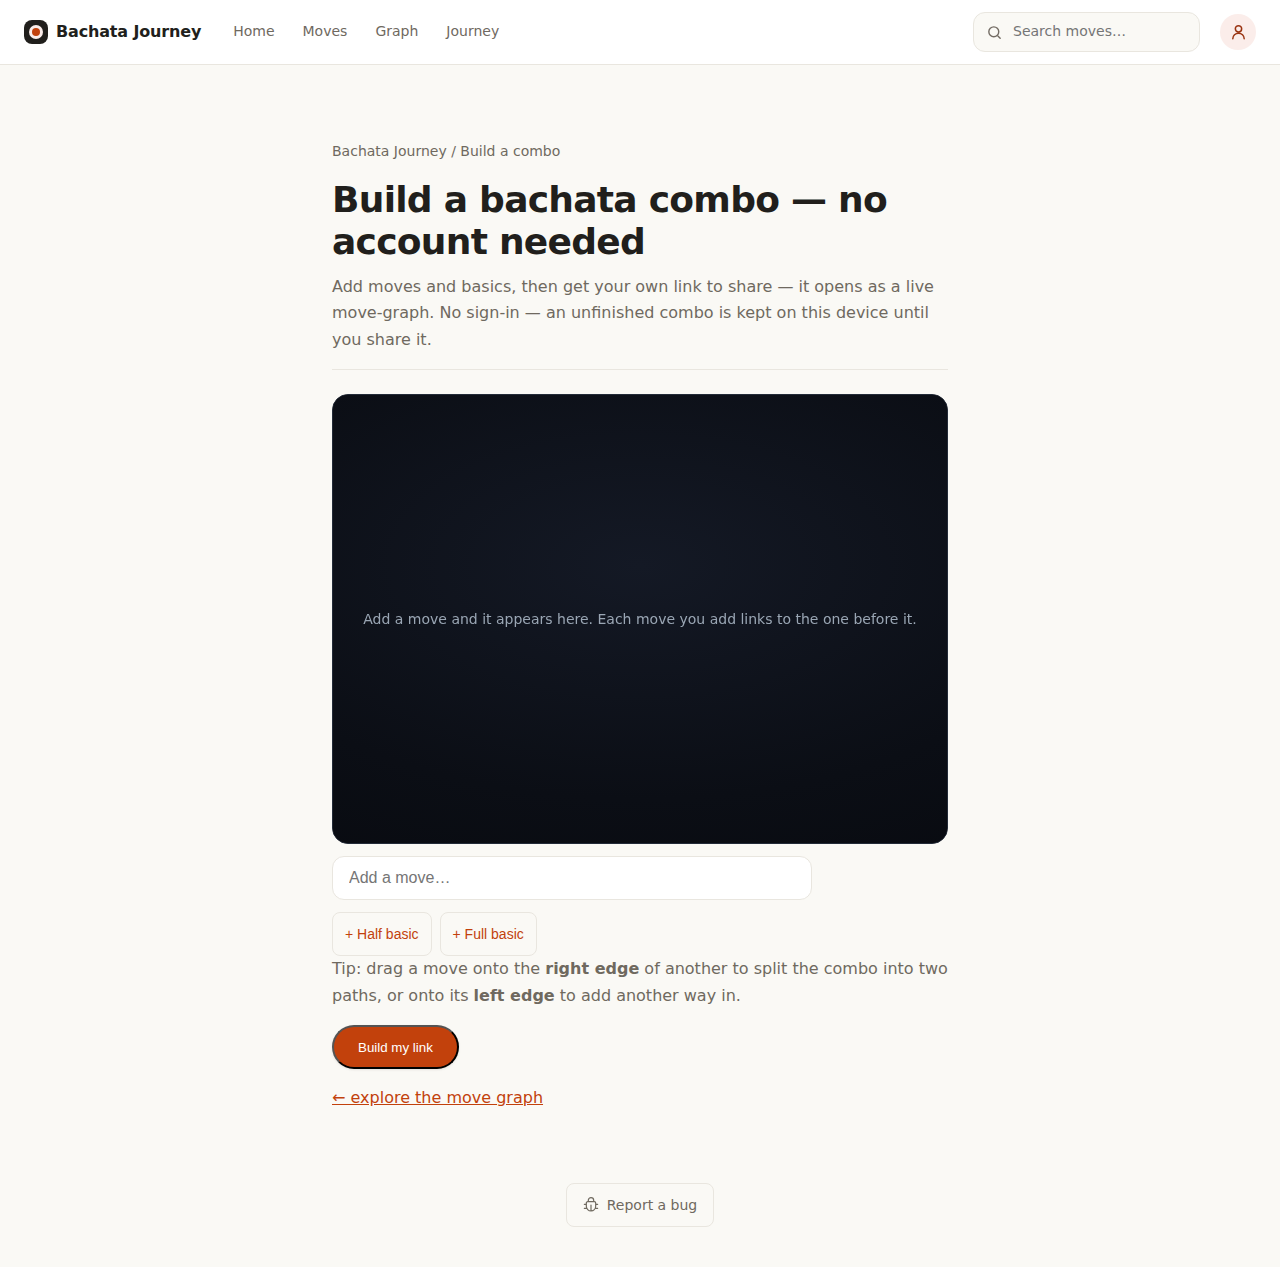 Bachata Journey
Home
Moves
Graph
Journey
Search moves…
Bachata Journey / Build a combo
Build a bachata combo — no
account needed
Add moves and basics, then get your own link to share — it opens as a live
move-graph. No sign-in — an unfinished combo is kept on this device until
you share it.
Add a move and it appears here. Each move you add links to the one before it.
Add a move…
+ Half basic
+ Full basic
Tip: drag a move onto the right edge of another to split the combo into two
paths, or onto its left edge to add another way in.
Build my link
← explore the move graph
Report a bug